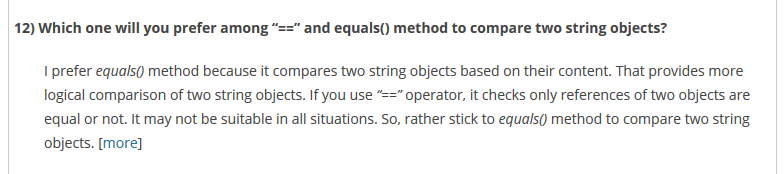 12) Which one will you prefer among “==” and equals() method to compare two string objects?
I prefer equals() method because it compares two string objects based on their content. That provides more
logical comparison of two string objects. If you use “==” operator, it checks only references of two objects are
equal or not. It may not be suitable in all situations. So, rather stick to equals() method to compare two string
objects. [more]